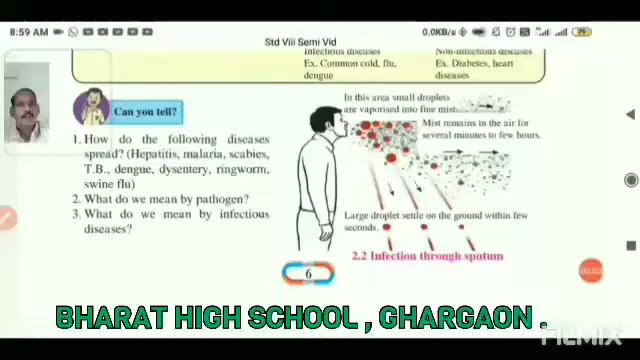 8:59 AM
0.0KB/s
Std Viii Semi Vid
infectious diseases
Ex. Common cold, flu,
dengue
Non-infectious diseases
Ex. Diabetes, heart
diseases
Can you tell?
1. How do the following diseases
spread? (Hepatitis, malaria, scabies,
T.B., dengue, dysentery, ringworm,
swine flu)
2. What do we mean by pathogen?
3. What do we mean by infectious
diseases?
In this area small droplets
are vaporised into fine mist.
Mist remains in the air for
several minutes to few hours.
Large droplet settle on the ground within few
seconds.
2.2 Infection through sputum
6
BHARAT HIGH SCHOOL , GHARGAON .
FILMIX